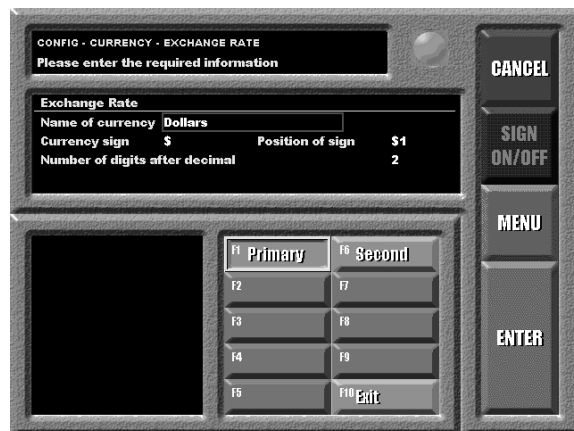 CONFIG - CURRENCY - EXCHANGE RATE
Please enter the required information
CANCEL
Exchange Rate
Name of currency Dollars
Currency sign $ Position of sign $1
Number of digits after decimal 2
SIGN
ON/OFF
MENU
F1 Primary F6 Second
F2 F7
F3 F8
F4 F9
F5 F10 Exit
ENTER